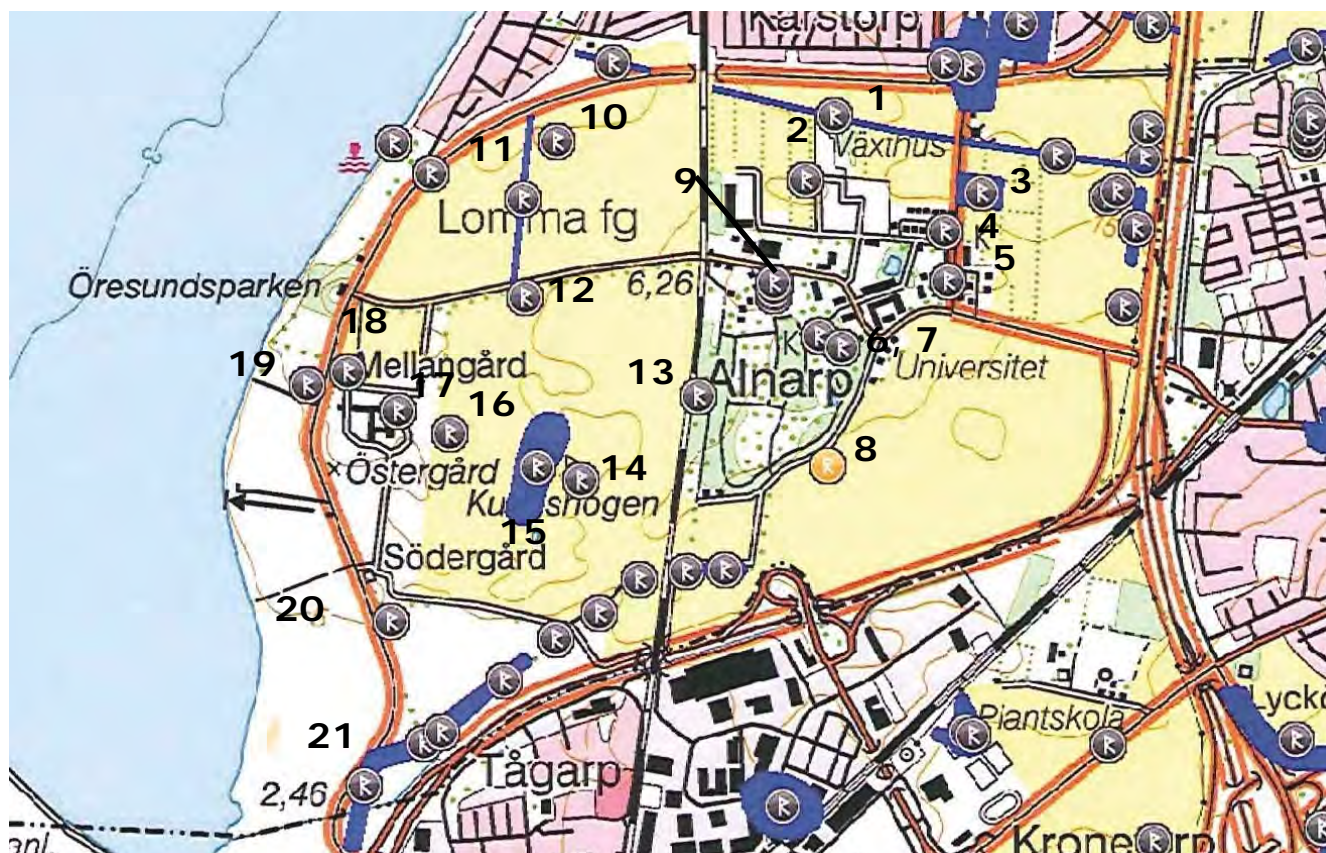 Karstorp
1
10
2
Växthus
11
9
3
Lomma fg
4
K
5
Öresundsparken
6,26
12
18
K
6
7
19
Mellangård
13
Alnarp
Universitet
17
16
8
Östergård
14
15
Södergård
20
Plantskola
21
Tågarp
2,46
Kronetorp